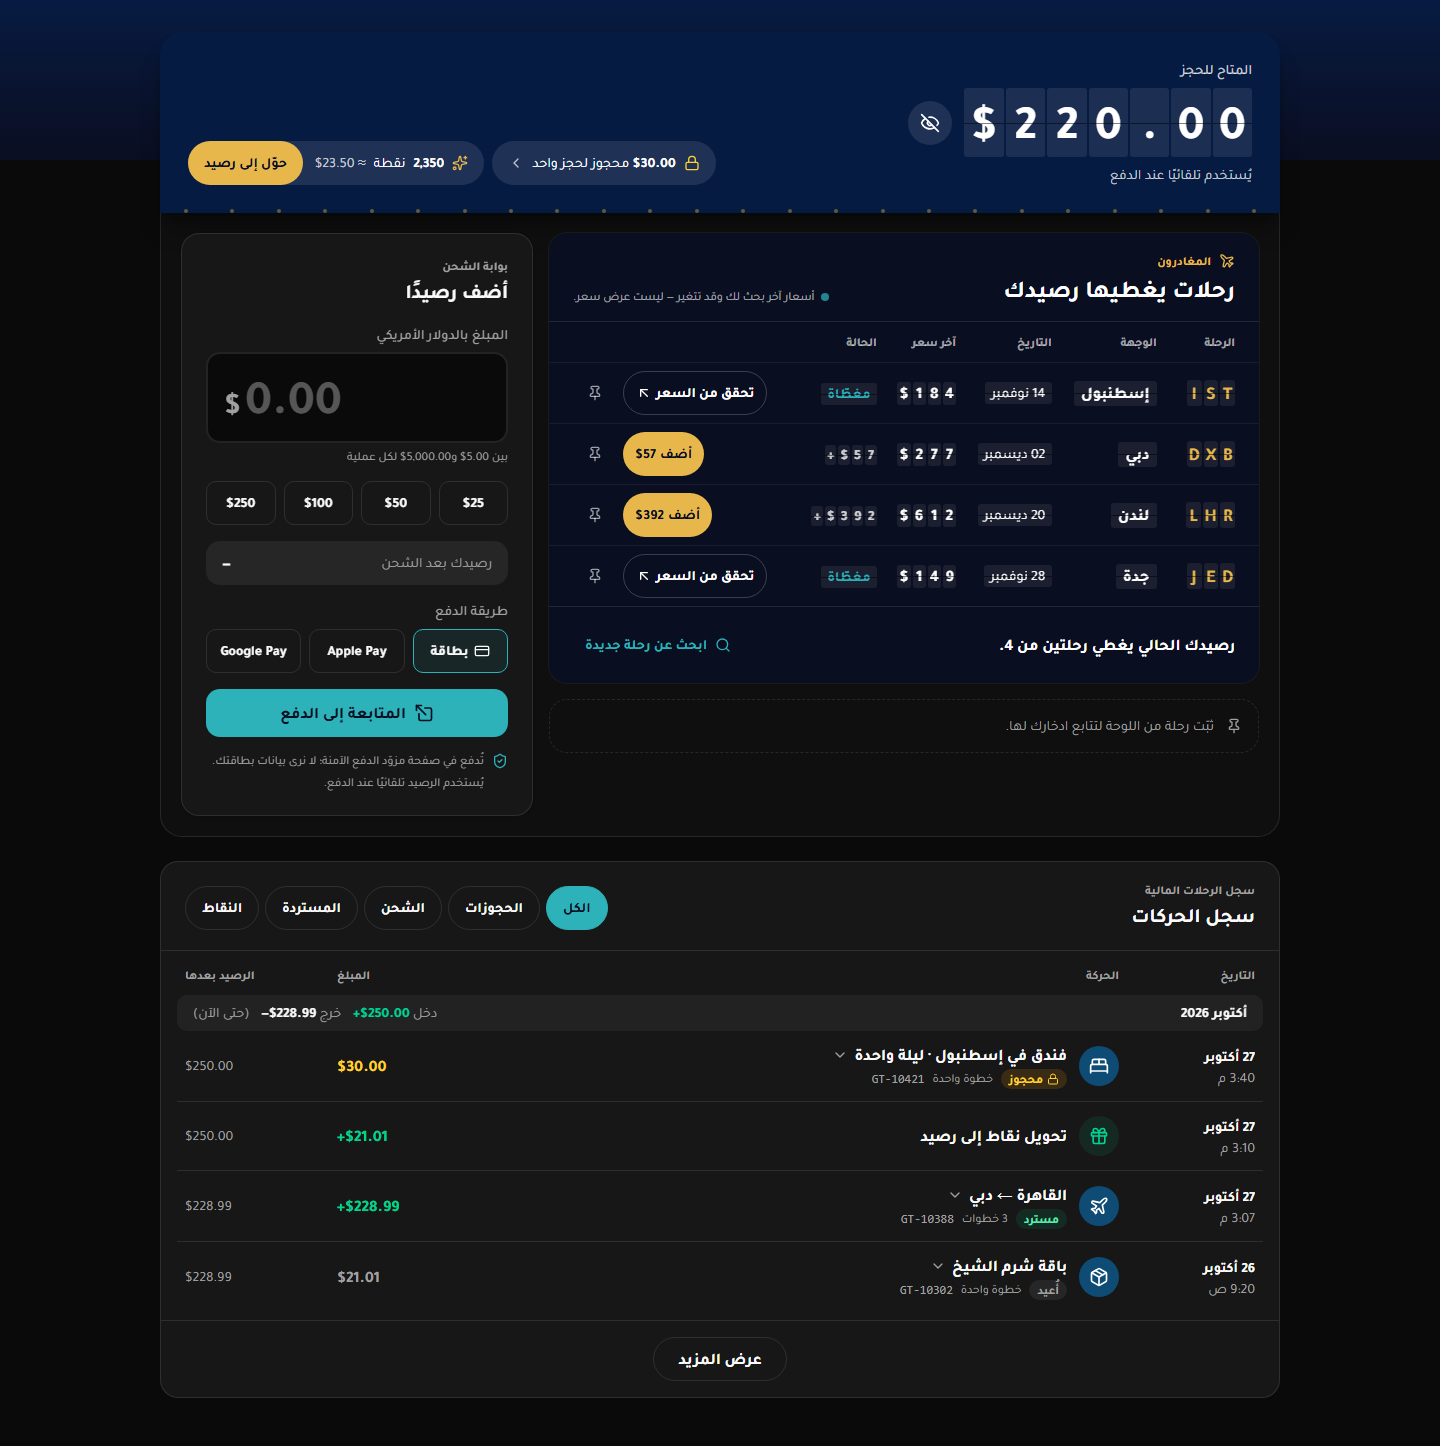 المتاح للحجز
$220.00
يُستخدم تلقائيًا عند الدفع
$30.00 محجوز لحجز واحد
2,350 نقطة ≈ $23.50
حوّل إلى رصيد
المغادرون
رحلات يغطيها رصيدك
أسعار آخر بحث لك وقد تتغير – ليست عرض سعر.
الرحلة الوجهة التاريخ آخر سعر الحالة
IST إسطنبول 14 نوفمبر $184 مغطّاة تحقق من السعر
DXB دبي 02 ديسمبر $277 +$57 أضف $57
LHR لندن 20 ديسمبر $612 +$392 أضف $392
JED جدة 28 نوفمبر $149 مغطّاة تحقق من السعر
رصيدك الحالي يغطي رحلتين من 4.
ابحث عن رحلة جديدة
ثبّت رحلة من اللوحة لتتابع ادخارك لها.
بوابة الشحن
أضف رصيدًا
المبلغ بالدولار الأمريكي
$ 0.00
بين $5.00 و$5,000.00 لكل عملية
$25 $50 $100 $250
رصيدك بعد الشحن –
طريقة الدفع
بطاقة Apple Pay Google Pay
المتابعة إلى الدفع
تُدفع في صفحة مزوّد الدفع الآمنة؛ لا نرى بيانات بطاقتك.
يُستخدم الرصيد تلقائيًا عند الدفع.
سجل الرحلات المالية
سجل الحركات
الكل الحجوزات الشحن المستردة النقاط
التاريخ الحركة المبلغ الرصيد بعدها
أكتوبر 2026 دخل +$250.00 خرج −$228.99 (حتى الآن)
27 أكتوبر فندق في إسطنبول · ليلة واحدة $30.00 $250.00
3:40 م محجوز خطوة واحدة GT-10421
27 أكتوبر تحويل نقاط إلى رصيد +$21.01 $250.00
3:10 م
27 أكتوبر القاهرة ← دبي +$228.99 $228.99
3:07 م مسترد 3 خطوات GT-10388
26 أكتوبر باقة شرم الشيخ $21.01 $228.99
9:20 ص أُعيد خطوة واحدة GT-10302
عرض المزيد